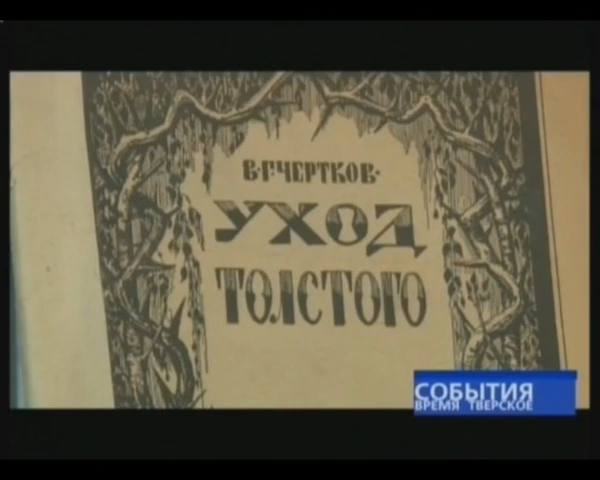 В·Г·ЧЕРТКОВ·
УХОД
ТОЛСТОГО
СОБЫТИЯ
ВРЕМЯ ТВЕРСКОЕ